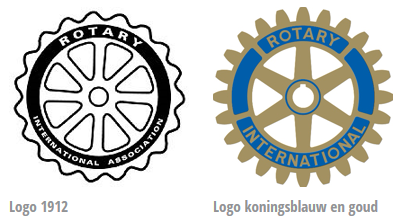 ROTARY
INTERNATIONAL ASSOCIATION
ROTARY
INTERNATIONAL
Logo 1912
Logo koningsblauw en goud